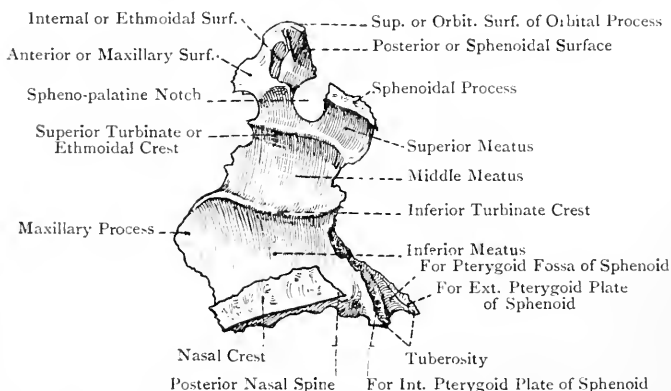 Internal or Ethmoidal Surf.
Sup. or Orbit. Surf. of Orbital Process
Anterior or Maxillary Surf.
Posterior or Sphenoidal Surface
Spheno-palatine Notch
Sphenoidal Process
Superior Turbinate or
Ethmoidal Crest
Superior Meatus
Middle Meatus
Inferior Turbinate Crest
Maxillary Process
Inferior Meatus
For Pterygoid Fossa of Sphenoid
For Ext. Pterygoid Plate
of Sphenoid
Nasal Crest
Tuberosity
Posterior Nasal Spine
For Int. Pterygoid Plate of Sphenoid